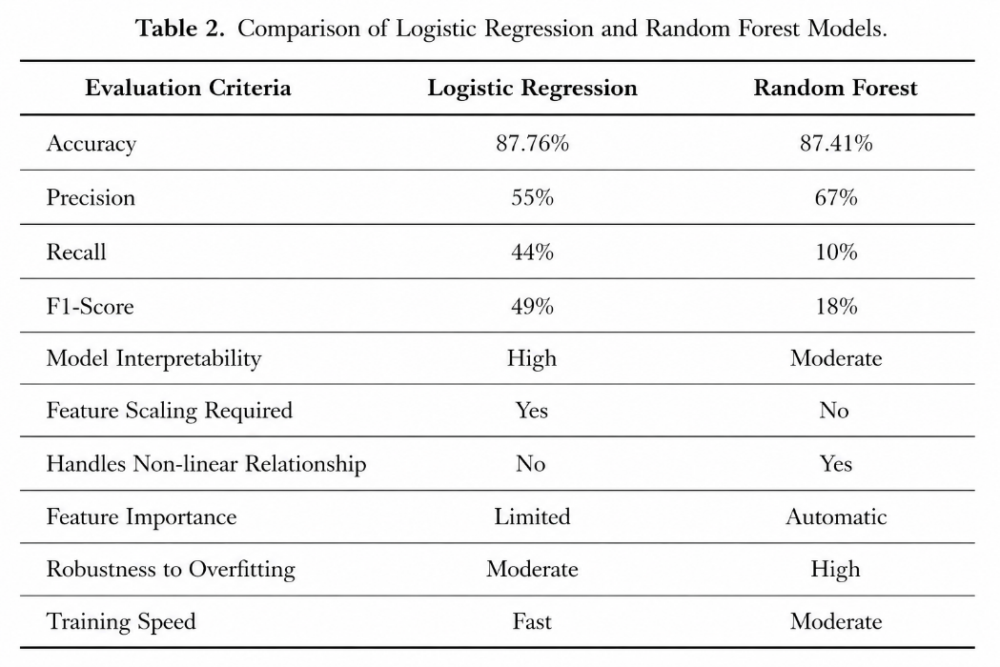 Table 2. Comparison of Logistic Regression and Random Forest Models.
Evaluation Criteria Logistic Regression Random Forest
Accuracy 87.76% 87.41%
Precision 55% 67%
Recall 44% 10%
F1-Score 49% 18%
Model Interpretability High Moderate
Feature Scaling Required Yes No
Handles Non-linear Relationship No Yes
Feature Importance Limited Automatic
Robustness to Overfitting Moderate High
Training Speed Fast Moderate